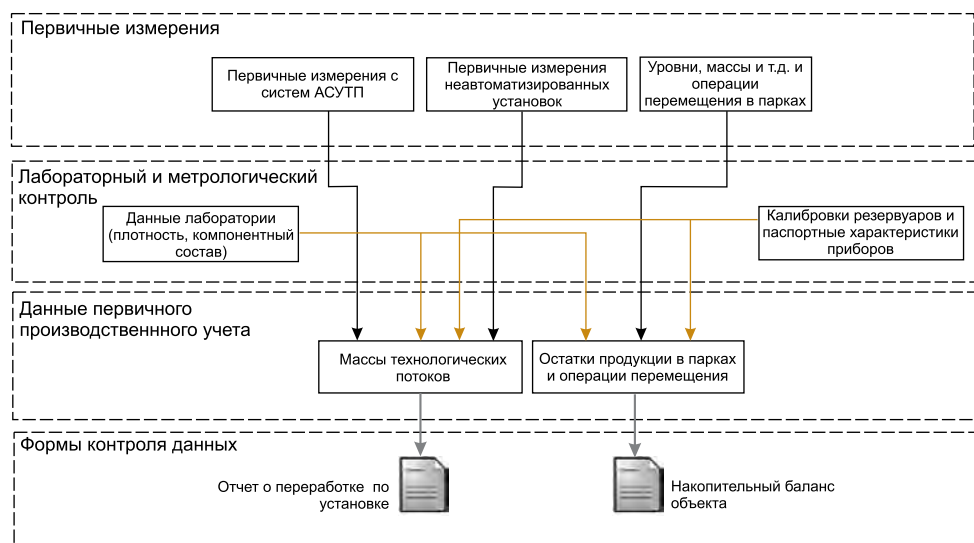 Первичные измерения
Первичные измерения с
систем АСУТП
Первичные измерения
неавтоматизированных
установок
Уровни, массы и т.д. и
операции
перемещения в парках
Лабораторный и метрологический
контроль
Данные лаборатории
(плотность, компонентный
состав)
Калибровки резервуаров и
паспортные характеристики
приборов
Данные первичного
производственнного учета
Массы технологических
потоков
Остатки продукции в парках
и операции перемещения
Формы контроля данных
Отчет о переработке по
установке
Накопительный баланс
объекта